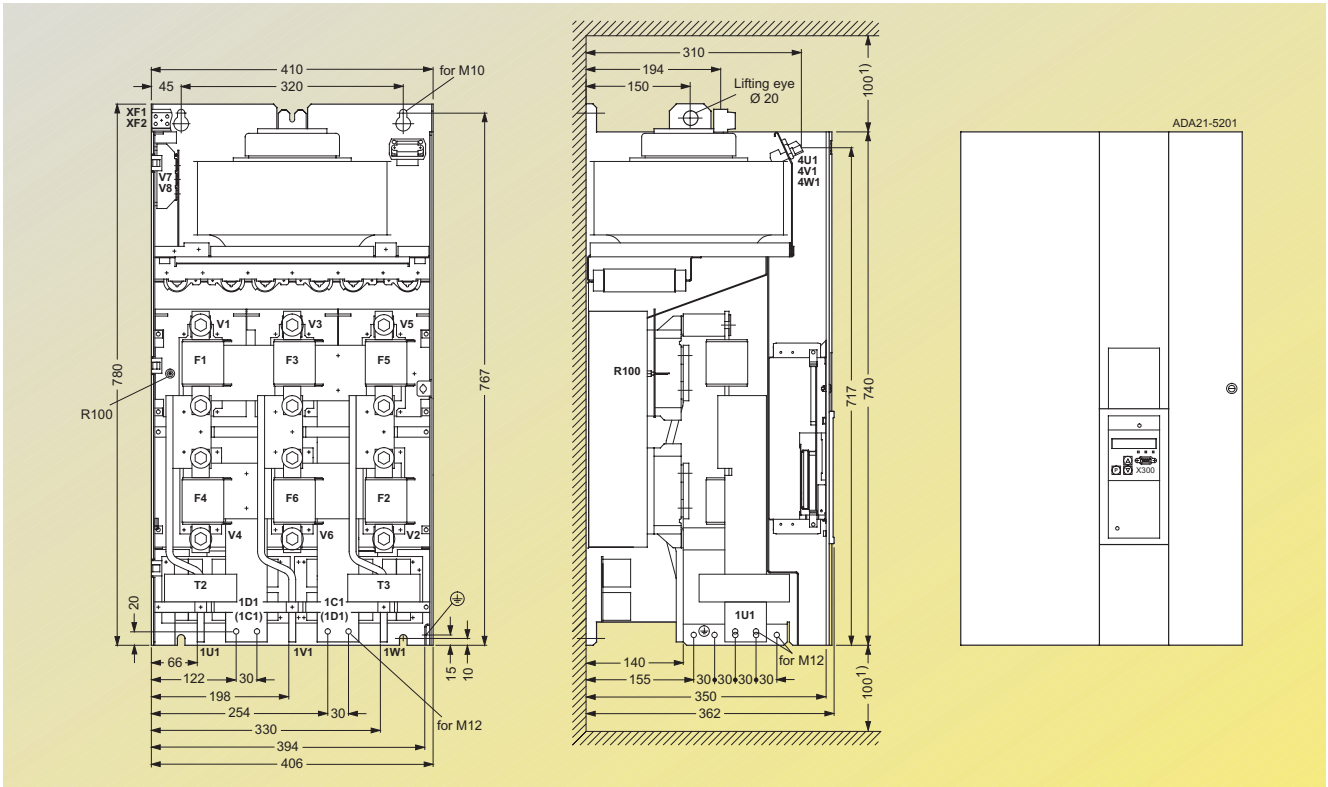 410
45
320
for M10
XF1
XF2
V7
V8
780
767
V1
V3
V5
F1
F3
F5
R100
F4
F6
F2
V4
V6
V2
T2
T3
1D1
(1C1)
1C1
(1D1)
20
1U1
1V1
1W1
15
10
66
122
30
198
254
30
for M12
330
394
406
310
194
150
Lifting eye
Ø 20
100 1)
4U1
4V1
4W1
R100
717
740
1U1
for M12
140
155
30
30
30
30
350
362
100 1)
ADA21-5201
P
X300